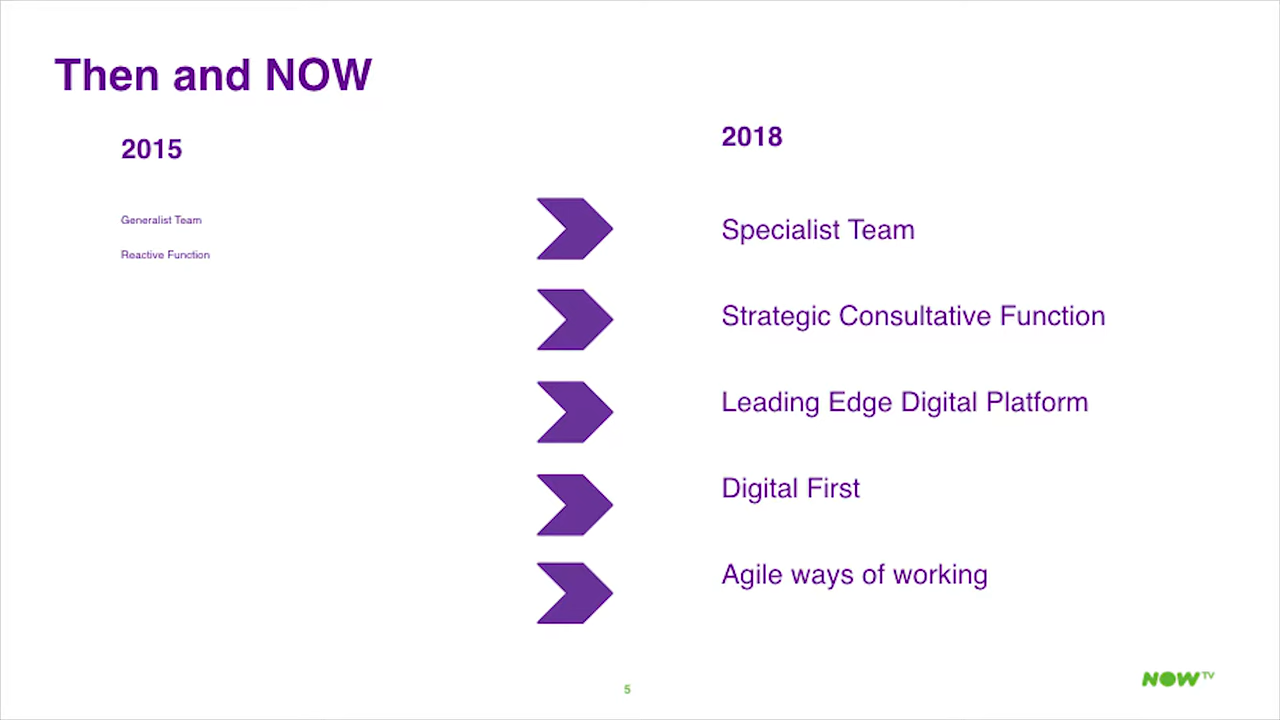 Then and NOW
2015
Generalist Team
Reactive Function
2018
Specialist Team
Strategic Consultative Function
Leading Edge Digital Platform
Digital First
Agile ways of working
5
NOW TV